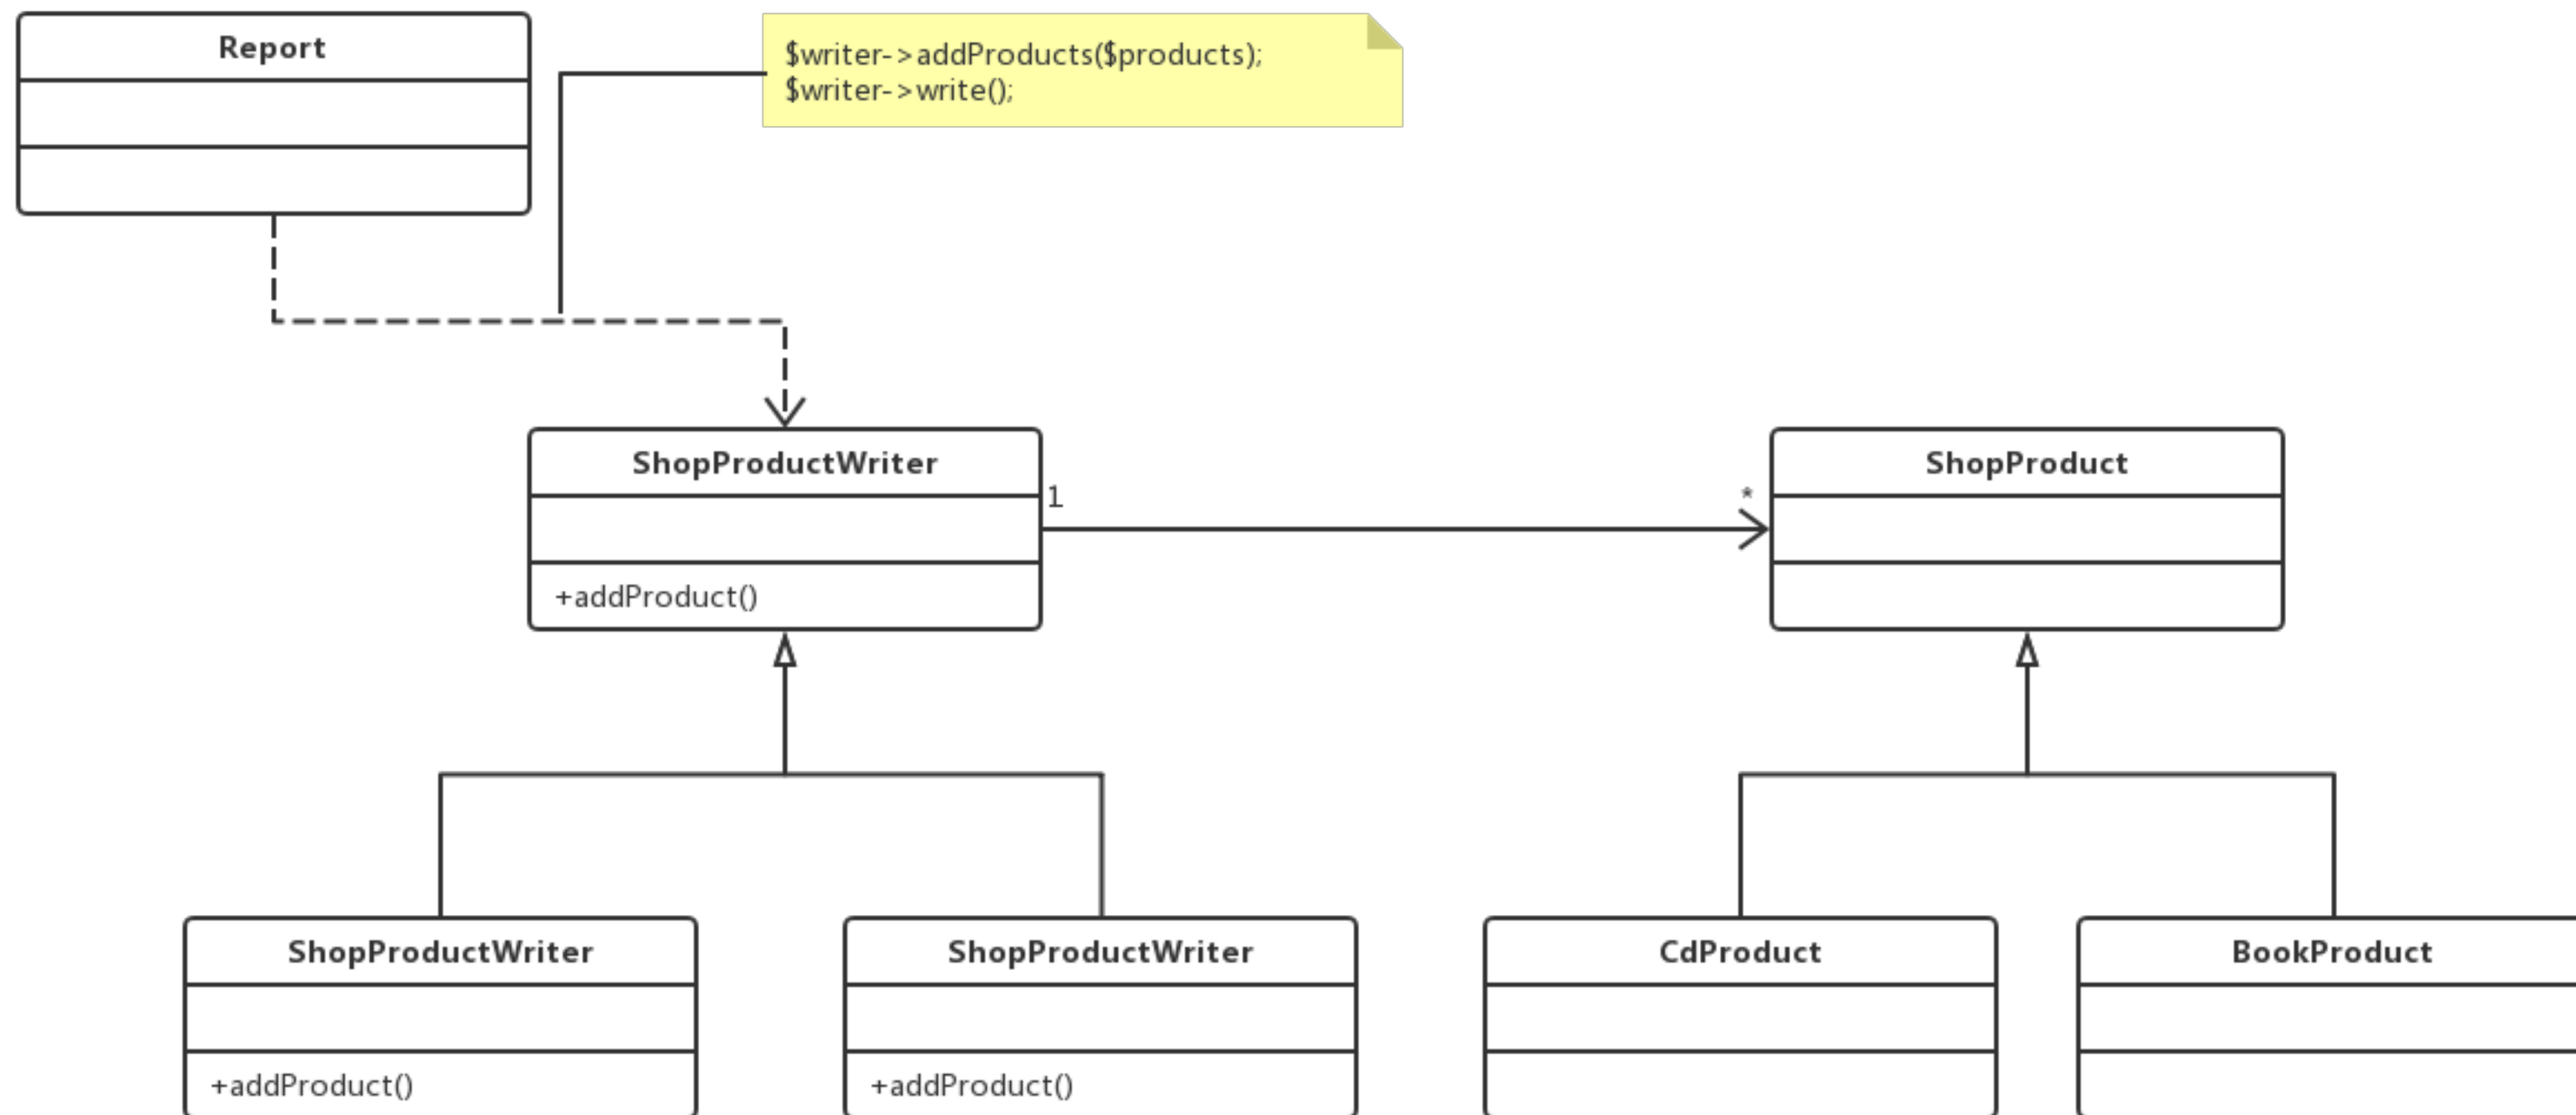 Report
$writer->addProducts($products);
$writer->write();
ShopProductWriter
+addProduct()
1
*
ShopProduct
ShopProductWriter
+addProduct()
ShopProductWriter
+addProduct()
CdProduct
BookProduct